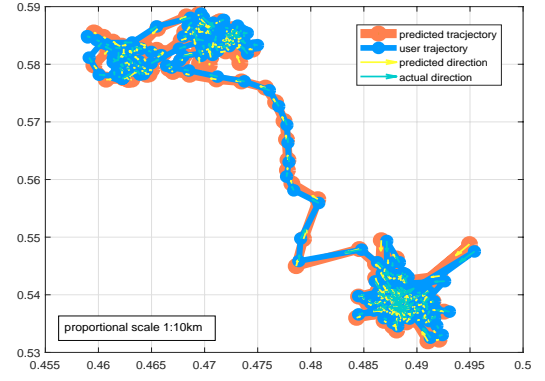 0.59
0.58
0.57
0.56
0.55
0.54
0.53
predicted tracjectory
user trajectory
predicted direction
actual direction
proportional scale 1:10km
0.455 0.46 0.465 0.47 0.475 0.48 0.485 0.49 0.495 0.5